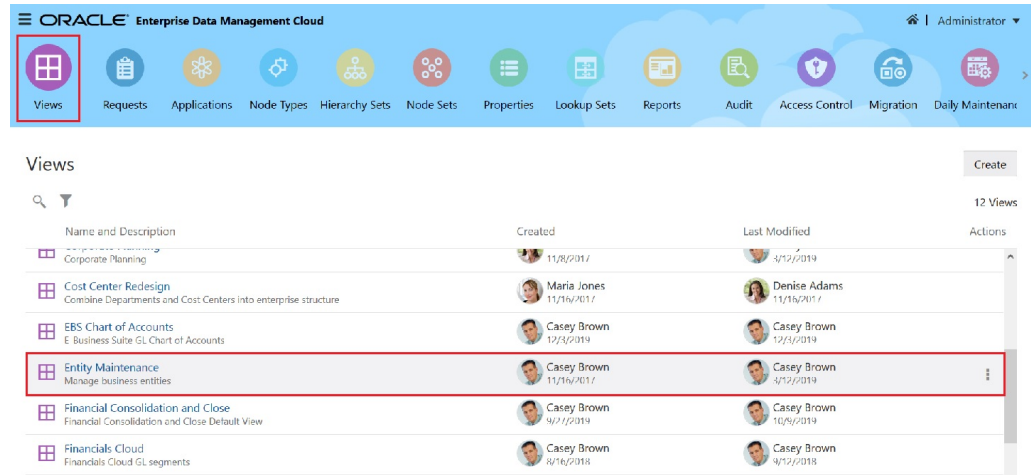 ORACLE Enterprise Data Management Cloud
Administrator
Views Requests Applications Node Types Hierarchy Sets Node Sets Properties Lookup Sets Reports Audit Access Control Migration Daily Maintenanc
Views Create
12 Views
Name and Description Created Last Modified Actions
Corporate Planning 11/8/2017 3/12/2019
Cost Center Redesign Maria Jones Denise Adams
Combine Departments and Cost Centers into enterprise structure 11/16/2017 11/16/2017
EBS Chart of Accounts Casey Brown Casey Brown
E Business Suite GL Chart of Accounts 12/3/2019 12/3/2019
Entity Maintenance Casey Brown Casey Brown
Manage business entities 11/16/2017 3/12/2019
Financial Consolidation and Close Casey Brown Casey Brown
Financial Consolidation and Close Default View 9/27/2019 10/9/2019
Financials Cloud Casey Brown Casey Brown
Financials Cloud GL segments 8/16/2018 9/12/2018